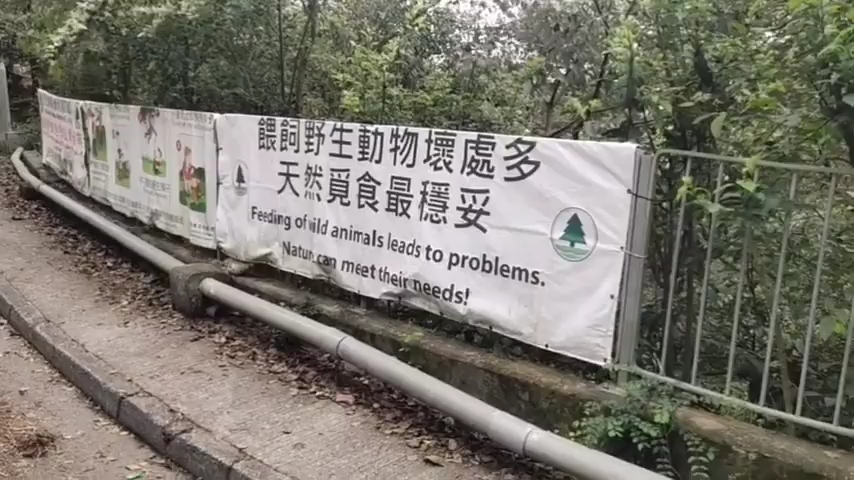 餵飼野生動物壞處多
天然覓食最穩妥
Feeding of wild animals leads to problems.
Nature can meet their needs!